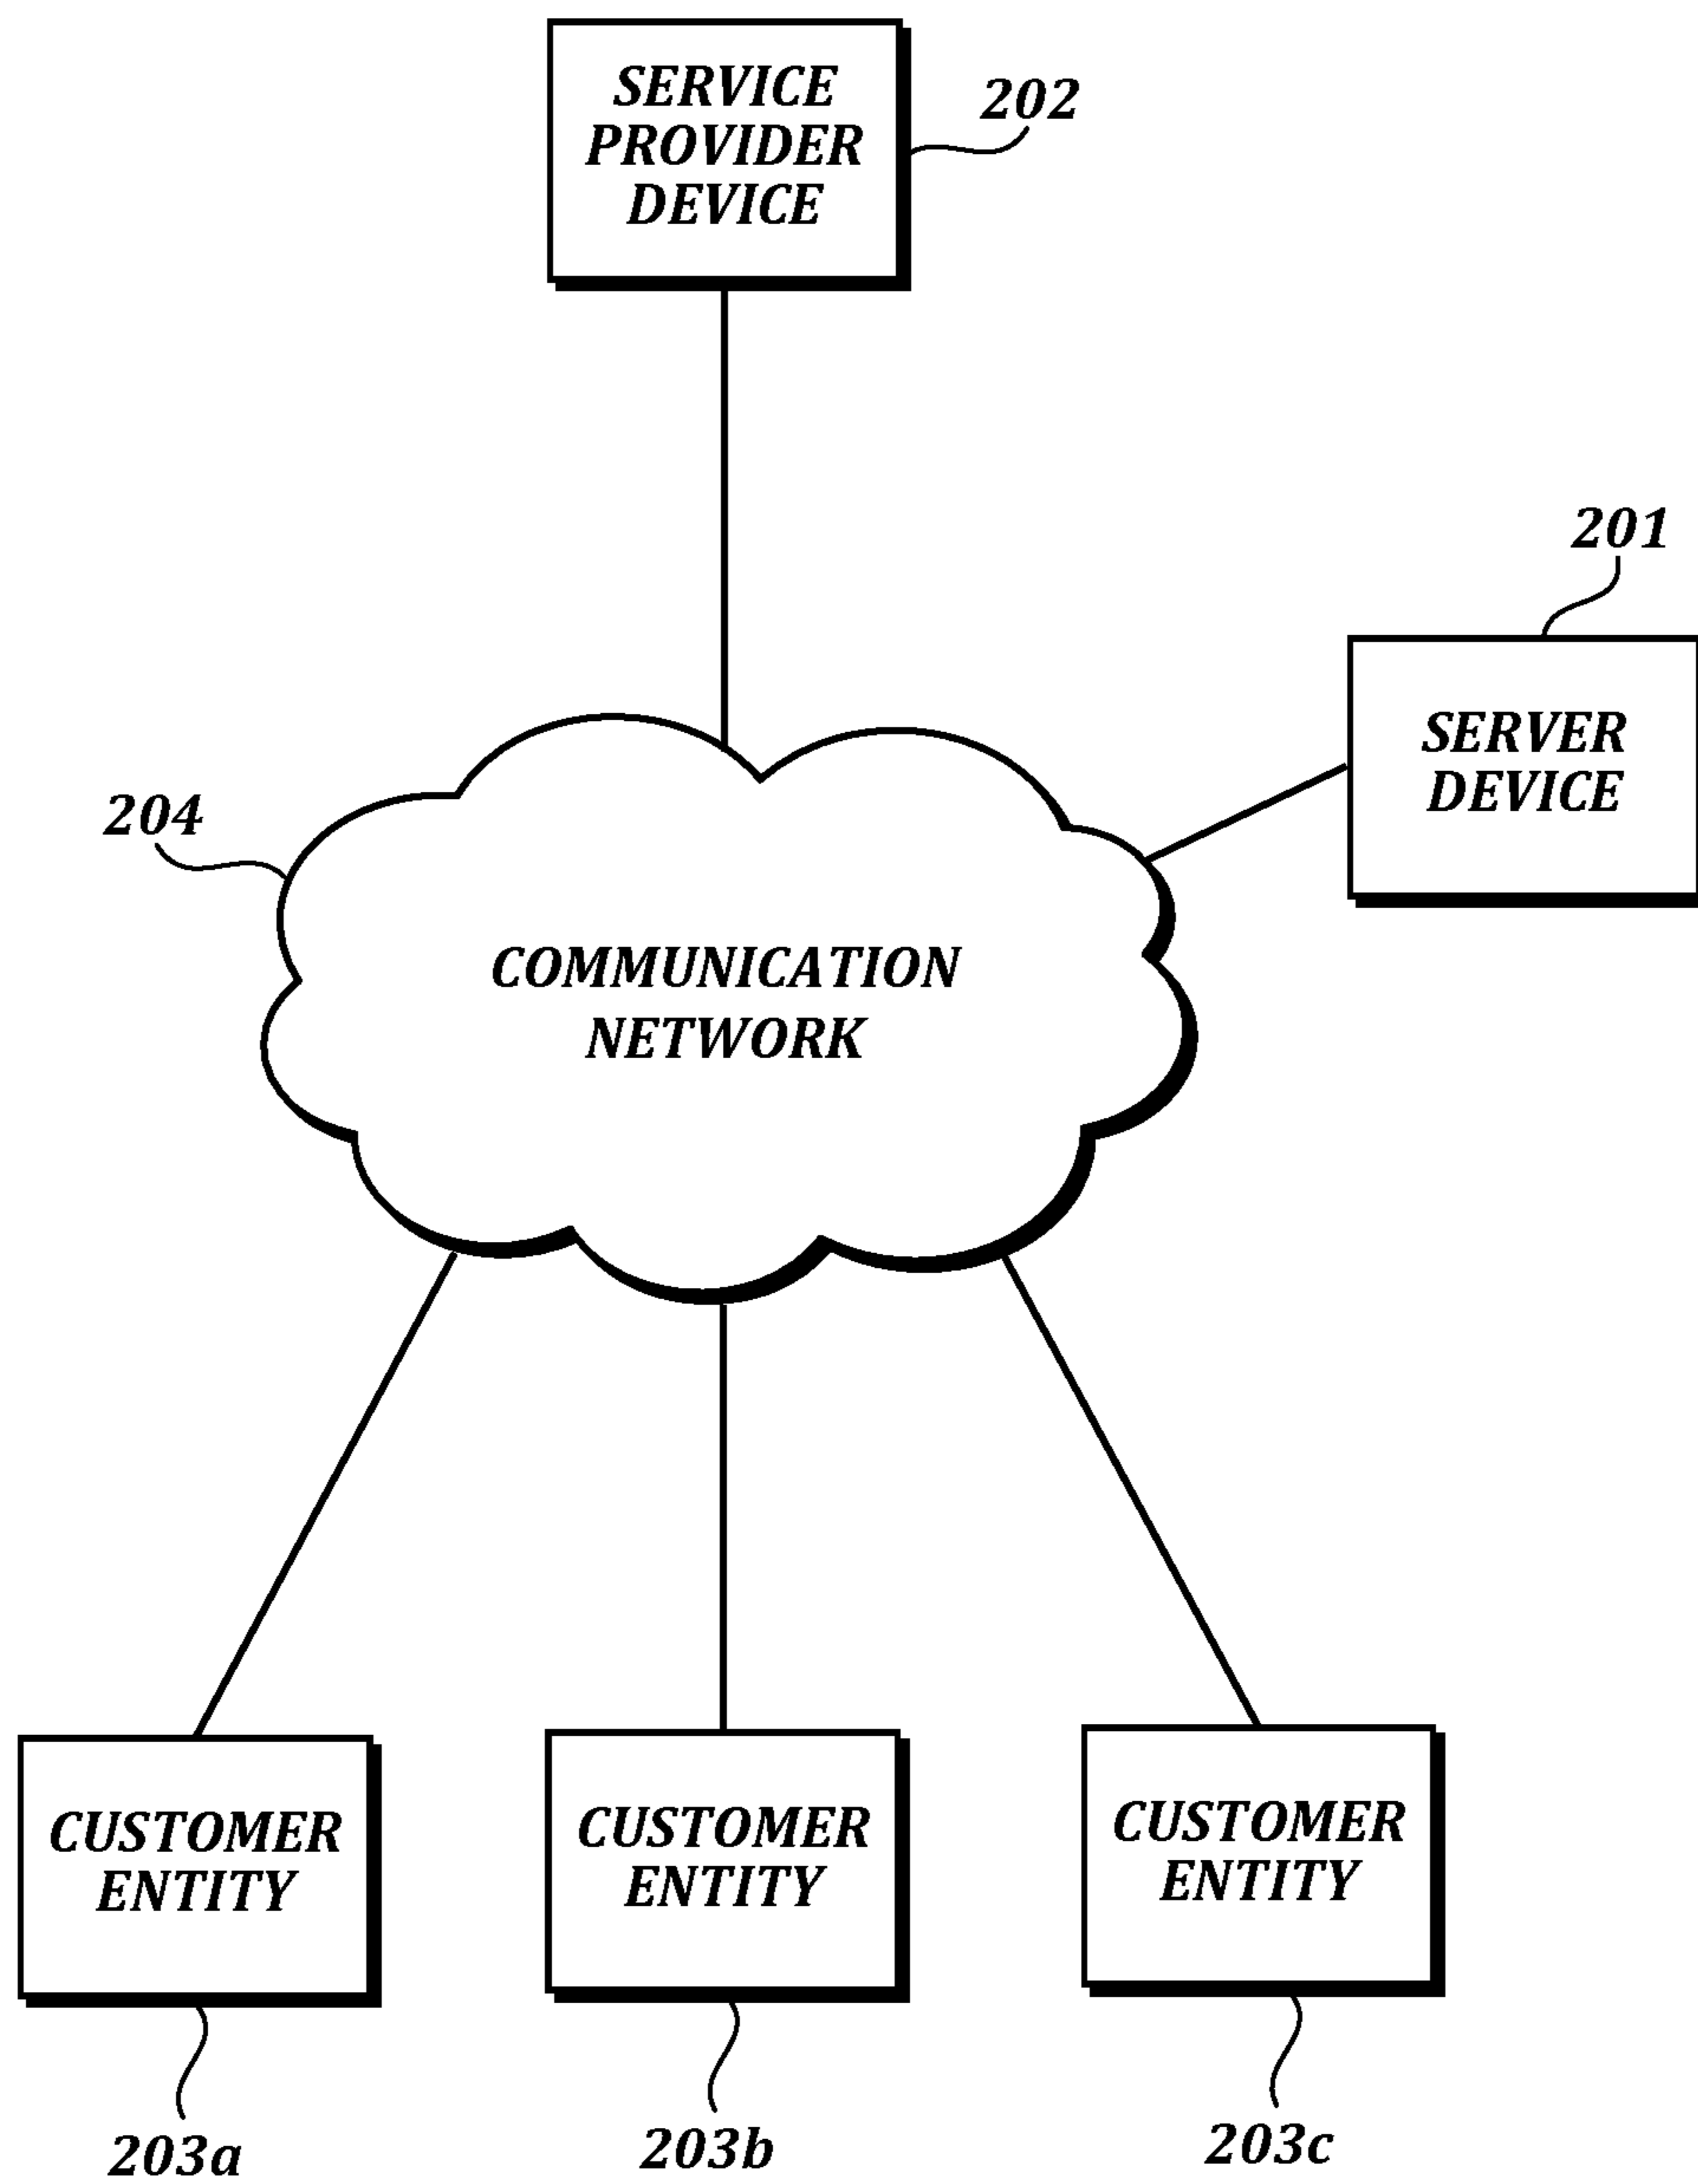 SERVICE
PROVIDER
DEVICE
202
201
SERVER
DEVICE
204
COMMUNICATION
NETWORK
CUSTOMER
ENTITY
CUSTOMER
ENTITY
CUSTOMER
ENTITY
203a
203b
203c